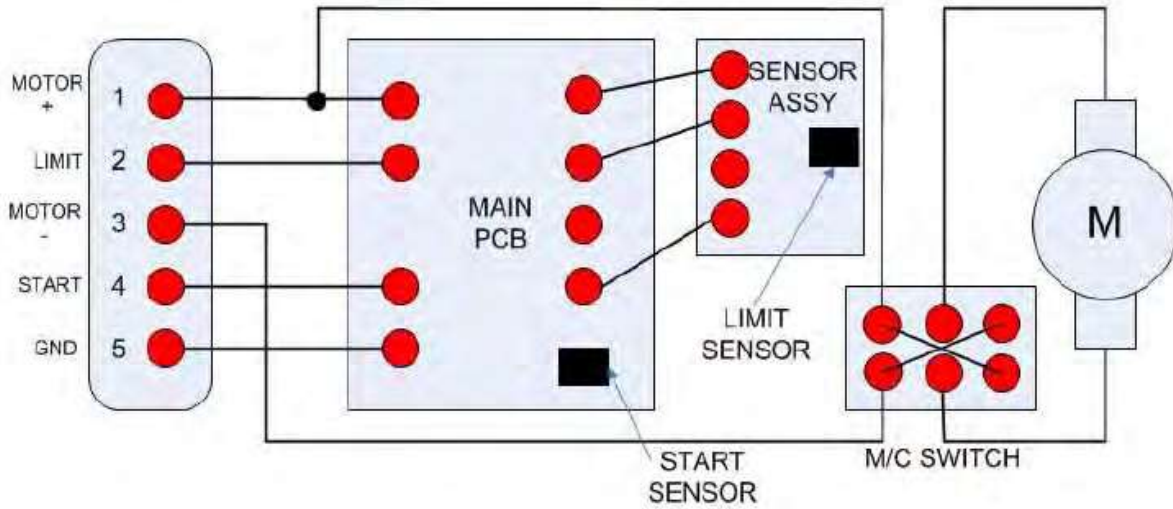 MOTOR
+
1
LIMIT
2
MOTOR
-
3
START
4
GND
5
MAIN
PCB
SENSOR
ASSY
LIMIT
SENSOR
START
SENSOR
M/C SWITCH
M